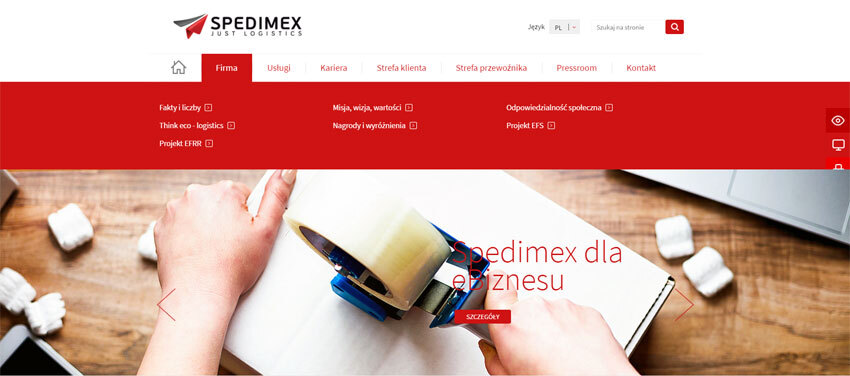 SPEDIMEX
JUST LOGISTICS
Język PL Szukaj na stronie
Firma Usługi Kariera Strefa klienta Strefa przewoźnika Pressroom Kontakt
Fakty i liczby Misja, wizja, wartości Odpowiedzialność społeczna
Think eco - logistics Nagrody i wyróżnienia Projekt EFS
Projekt EFRR
Spedimex dla
eBiznesu
SZCZEGÓŁY